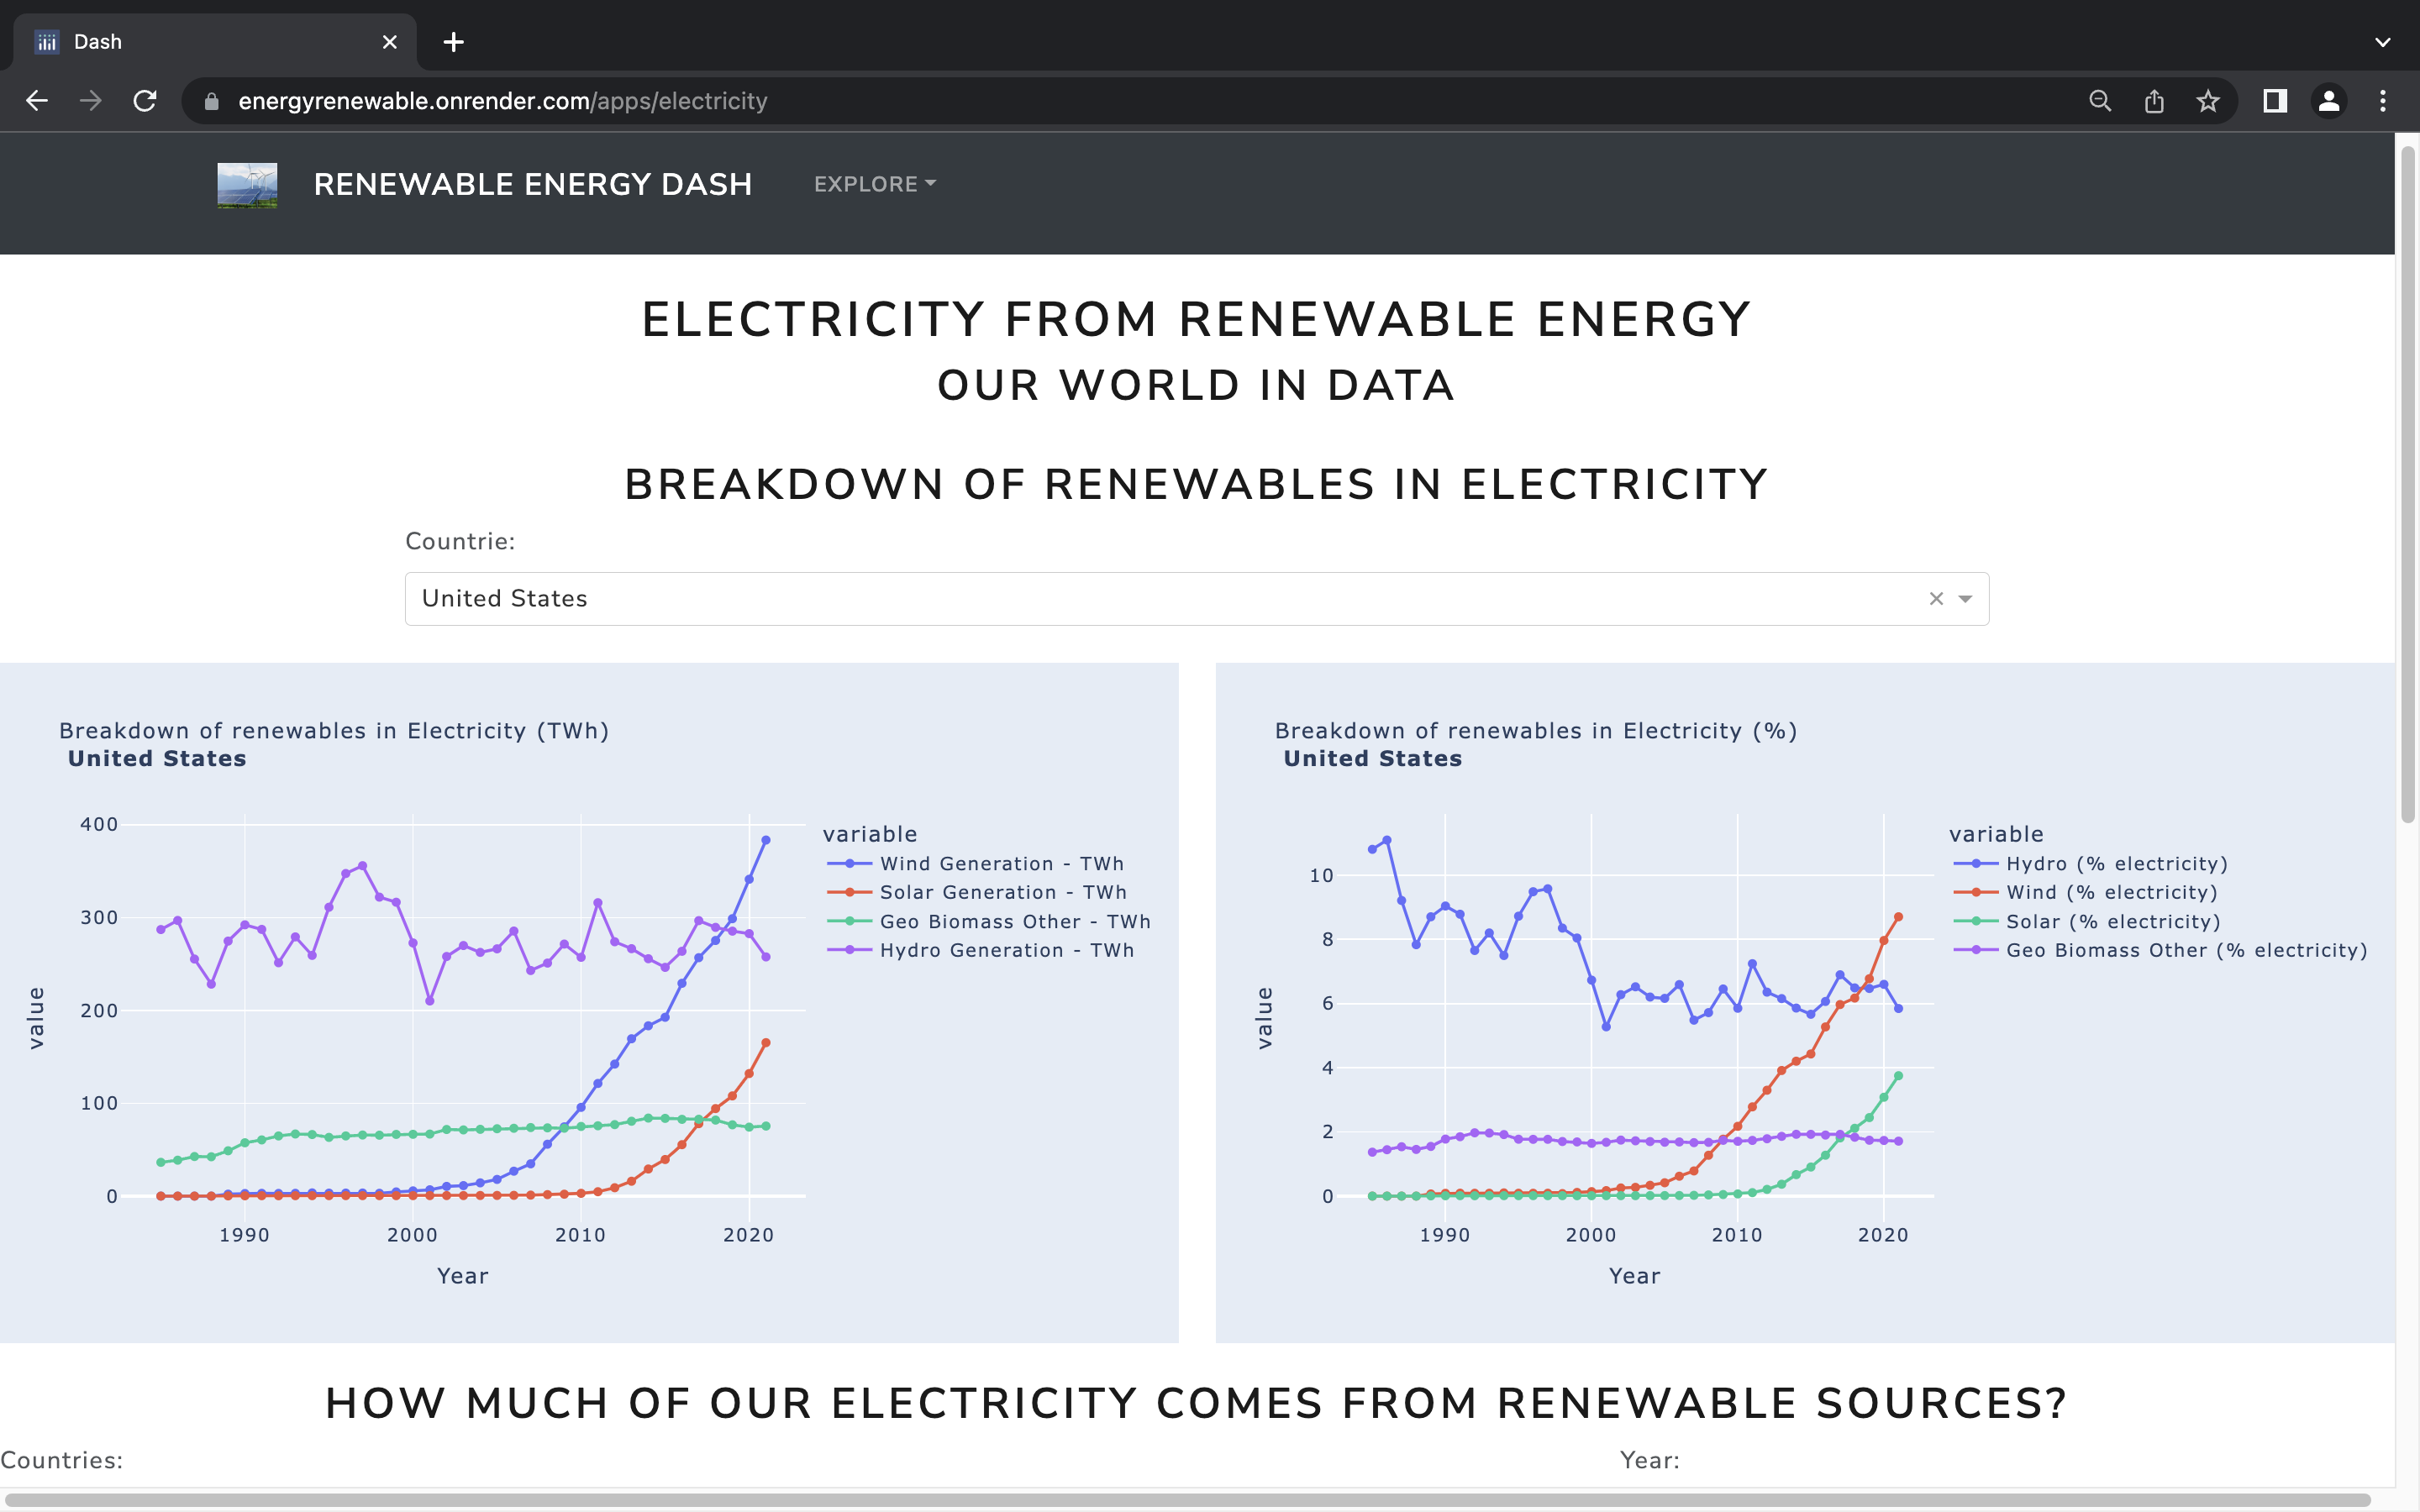 Dash
energyrenewable.onrender.com/apps/electricity
RENEWABLE ENERGY DASH
EXPLORE
ELECTRICITY FROM RENEWABLE ENERGY
OUR WORLD IN DATA
BREAKDOWN OF RENEWABLES IN ELECTRICITY
Countrie:
United States
Breakdown of renewables in Electricity (TWh)
United States
400
300
200
100
0
value
1990 2000 2010 2020
Year
variable
Wind Generation - TWh
Solar Generation - TWh
Geo Biomass Other - TWh
Hydro Generation - TWh
Breakdown of renewables in Electricity (%)
United States
10
8
6
4
2
0
value
1990 2000 2010 2020
Year
variable
Hydro (% electricity)
Wind (% electricity)
Solar (% electricity)
Geo Biomass Other (% electricity)
HOW MUCH OF OUR ELECTRICITY COMES FROM RENEWABLE SOURCES?
Countries:
Year: